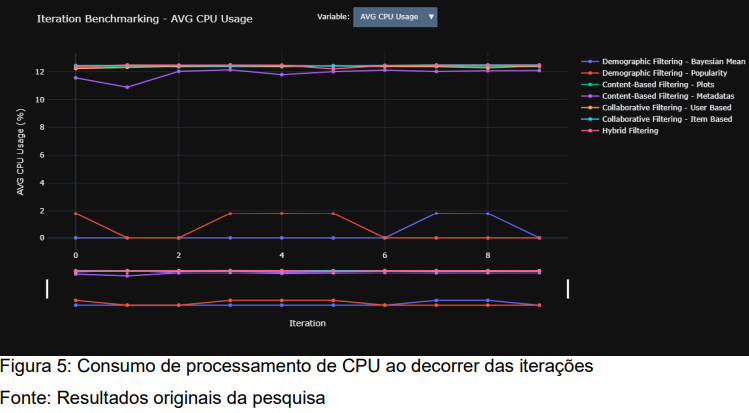 Iteration Benchmarking - AVG CPU Usage
Variable:
AVG CPU Usage ▼
AVG CPU Usage (%)
12
10
8
6
4
2
0
0 2 4 6 8
Iteration
Demographic Filtering - Bayesian Mean
Demographic Filtering - Popularity
Content-Based Filtering - Plots
Content-Based Filtering - Metadatas
Collaborative Filtering - User Based
Collaborative Filtering - Item Based
Hybrid Filtering
Figura 5: Consumo de processamento de CPU ao decorrer das iterações
Fonte: Resultados originais da pesquisa